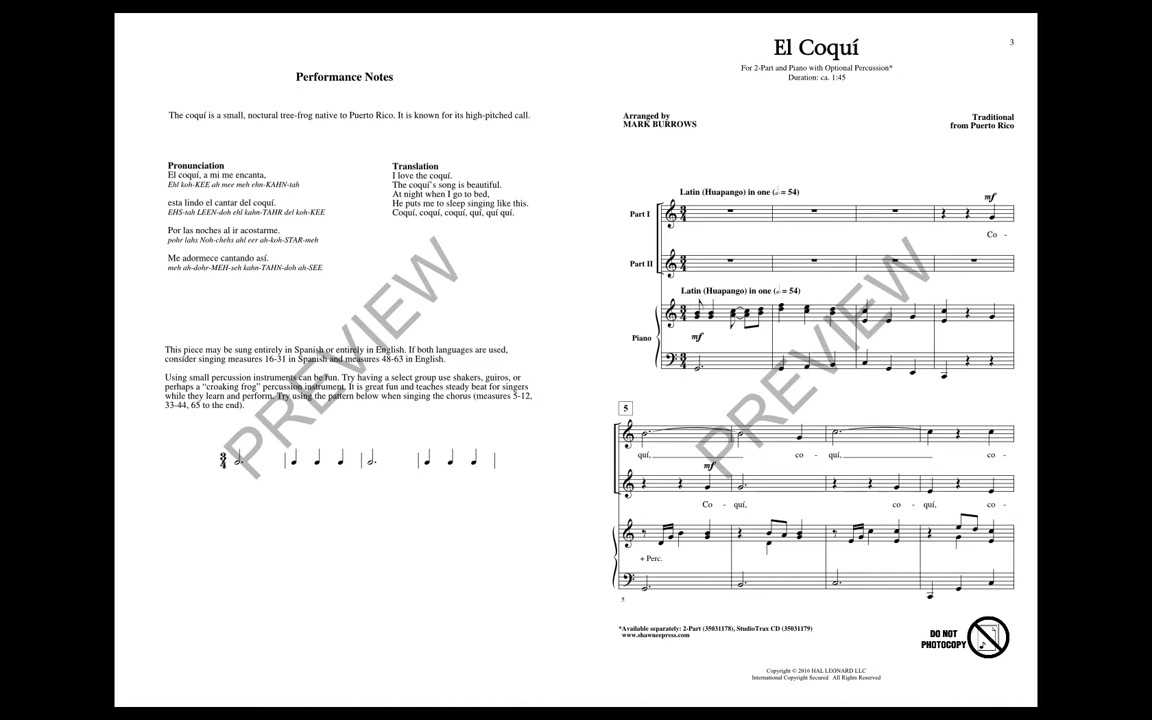 Performance Notes
The coquí is a small, noctural tree-frog native to Puerto Rico. It is known for its high-pitched call.
Pronunciation
El coquí, a mi me encanta,
Ehl koh-KEE ah mee meh ehn-KAHN-tah
esta lindo el cantar del coquí.
EHS-tah LEEN-doh ehl kahn-TAHR del koh-KEE
Por las noches al ir acostarme.
pohr lahs Noh-chehs ahl eer ah-koh-STAR-meh
Me adormece cantando así.
meh ah-dohr-MEH-seh kahn-TAHN-doh ah-SEE
Translation
I love the coquí.
The coquí's song is beautiful.
At night when I go to bed,
He puts me to sleep singing like this.
Coquí, coquí, coquí, quí, quí quí.
This piece may be sung entirely in Spanish or entirely in English. If both languages are used,
consider singing measures 16-31 in Spanish and measures 48-63 in English.
Using small percussion instruments can be fun. Try having a select group use shakers, guiros, or
perhaps a “croaking frog” percussion instrument. It is great fun and teaches steady beat for singers
while they learn and perform. Try using the pattern below when singing the chorus (measures 5-12,
33-44, 65 to the end).
3
4
PREVIEW
3
El Coquí
For 2-Part and Piano with Optional Percussion*
Duration: ca. 1:45
Arranged by
MARK BURROWS
Traditional
from Puerto Rico
Latin (Huapango) in one (𝅗𝅥. = 54)
mf
Part I
Co -
Part II
Latin (Huapango) in one (𝅗𝅥. = 54)
Piano
mf
5
quí, co - quí, co -
mf
Co - quí, co - quí, co -
+ Perc.
5
*Available separately: 2-Part (35031178), StudioTrax CD (35031179)
www.shawneepress.com
DO NOT
PHOTOCOPY
Copyright © 2016 HAL LEONARD LLC
International Copyright Secured All Rights Reserved
PREVIEW